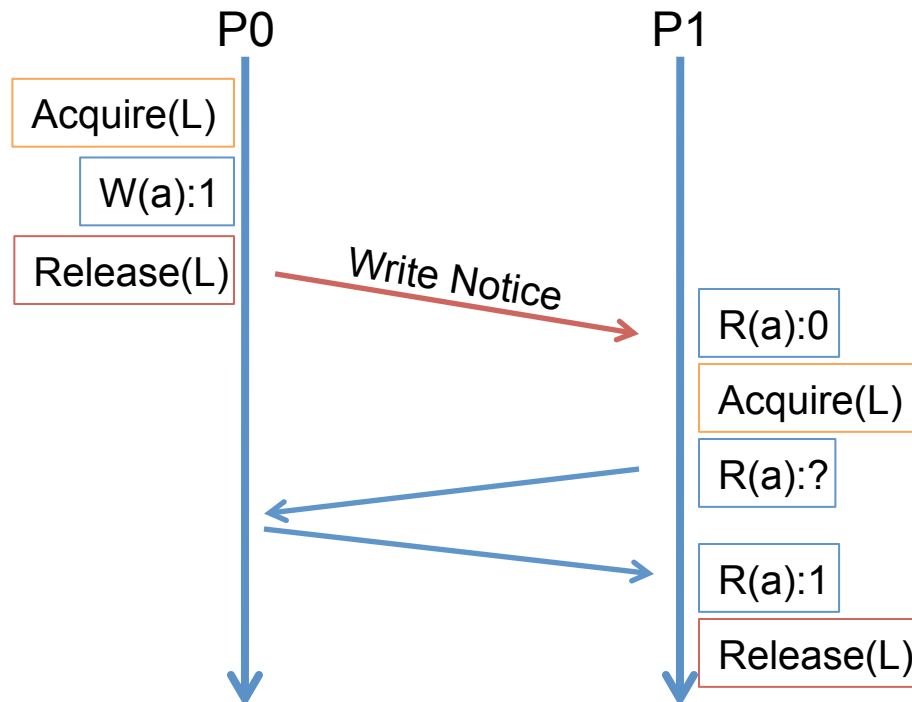 P0
P1
Acquire(L)
W(a):1
Release(L)
Write Notice
R(a):0
Acquire(L)
R(a):?
R(a):1
Release(L)